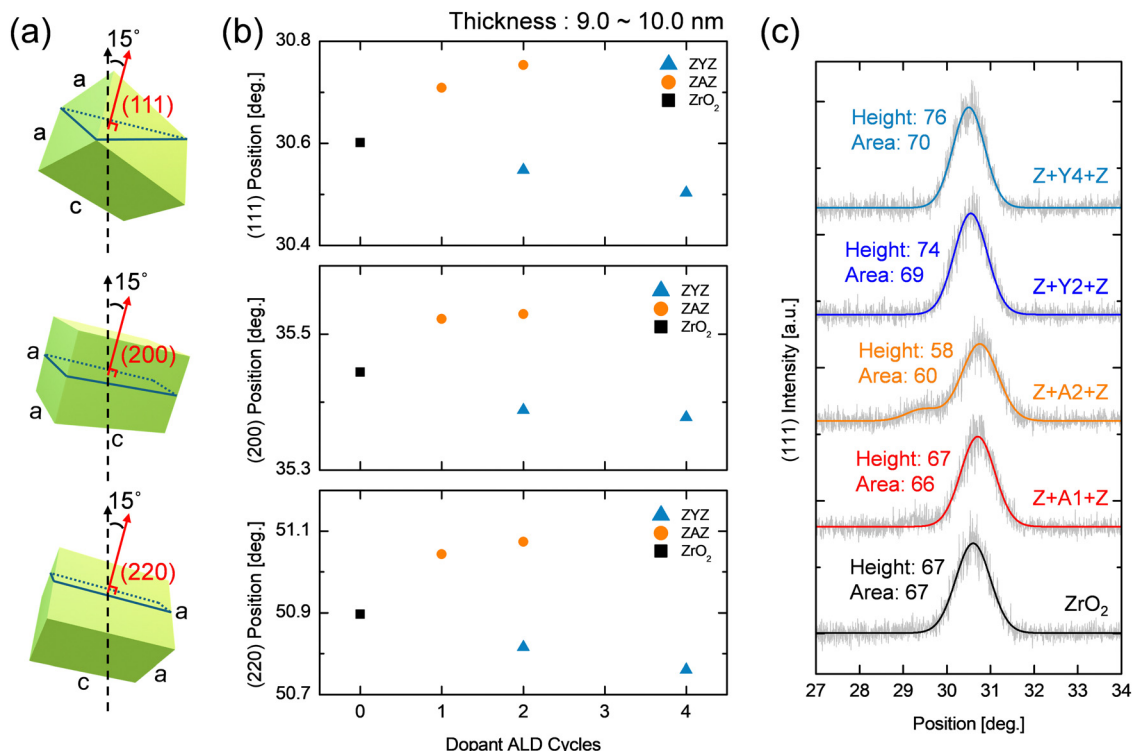 (a)
15°
a
(111)
a
c
15°
(200)
a
a
c
15°
(220)
a
a
c
(b)
Thickness : 9.0 ~ 10.0 nm
(111) Position [deg.]
30.8
30.6
30.4
ZYZ
ZAZ
ZrO₂
(200) Position [deg.]
35.5
35.3
ZYZ
ZAZ
ZrO₂
(220) Position [deg.]
51.1
50.9
50.7
ZYZ
ZAZ
ZrO₂
0 1 2 3 4
Dopant ALD Cycles
(c)
(111) Intensity [a.u.]
Height: 76
Area: 70
Z+Y4+Z
Height: 74
Area: 69
Z+Y2+Z
Height: 58
Area: 60
Z+A2+Z
Height: 67
Area: 66
Z+A1+Z
Height: 67
Area: 67
ZrO₂
27 28 29 30 31 32 33 34
Position [deg.]